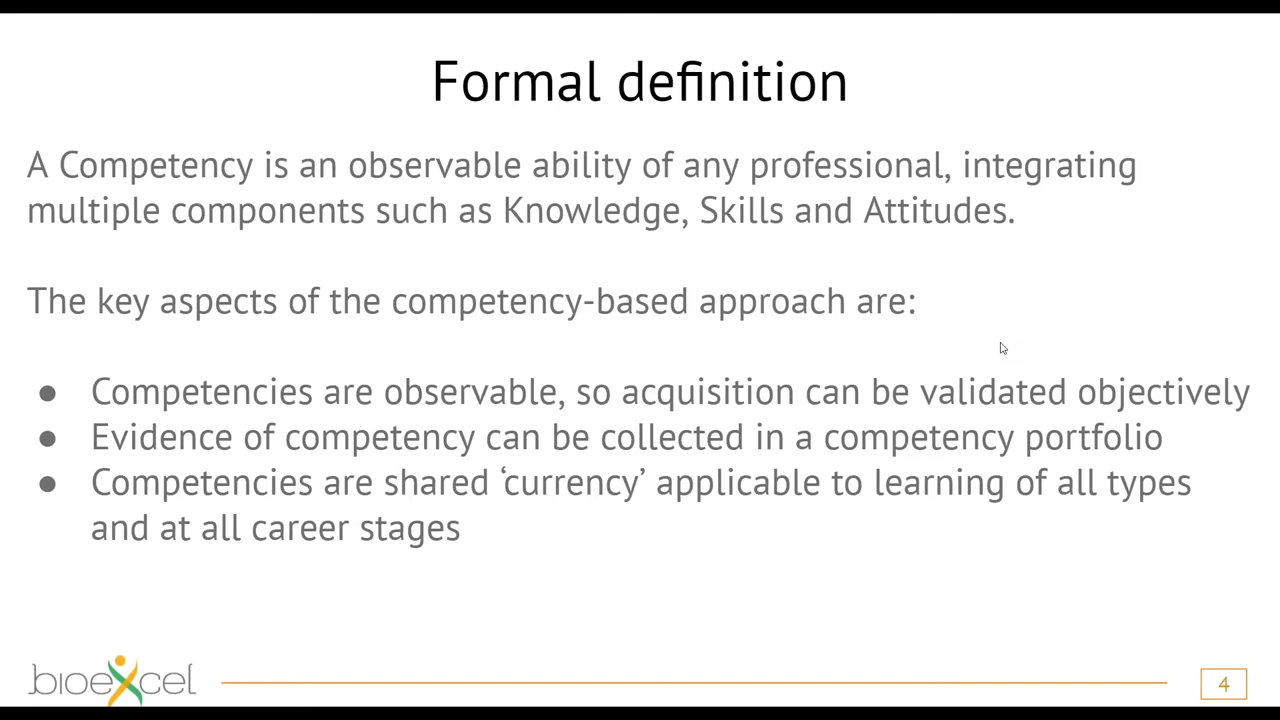 Formal definition
A Competency is an observable ability of any professional, integrating
multiple components such as Knowledge, Skills and Attitudes.
The key aspects of the competency-based approach are:
● Competencies are observable, so acquisition can be validated objectively
● Evidence of competency can be collected in a competency portfolio
● Competencies are shared ‘currency’ applicable to learning of all types
and at all career stages
bioexcel
4